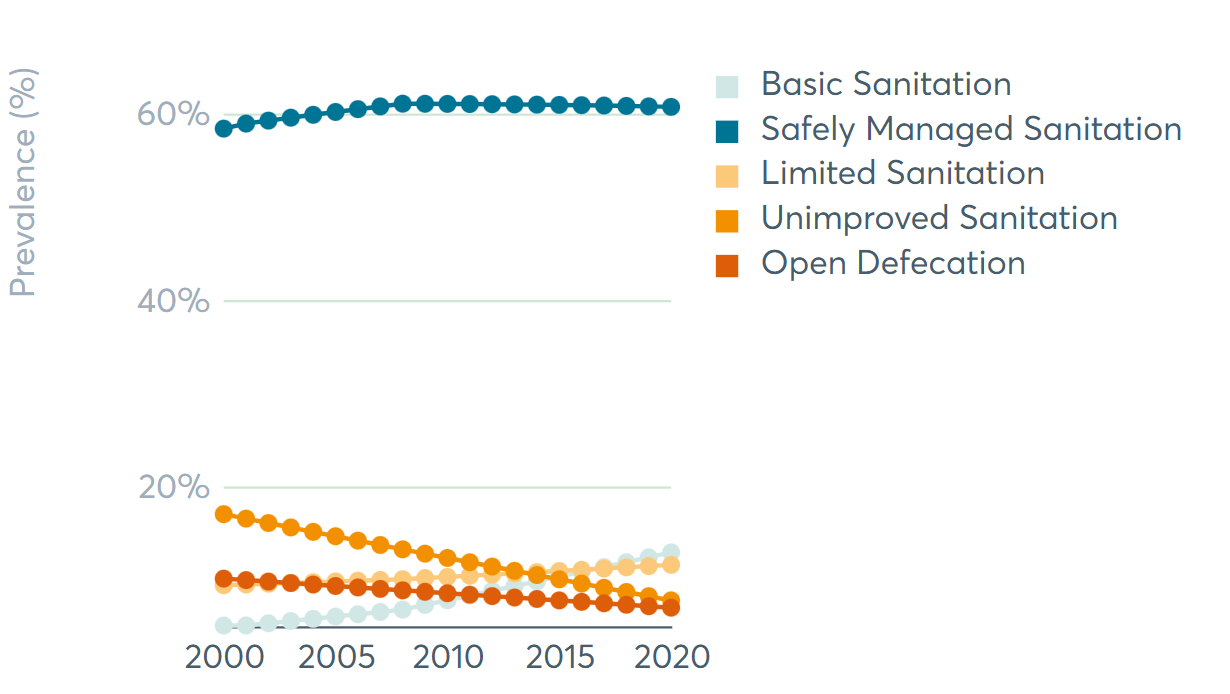 Prevalence (%)
60%
40%
20%
2000 2005 2010 2015 2020
Basic Sanitation
Safely Managed Sanitation
Limited Sanitation
Unimproved Sanitation
Open Defecation